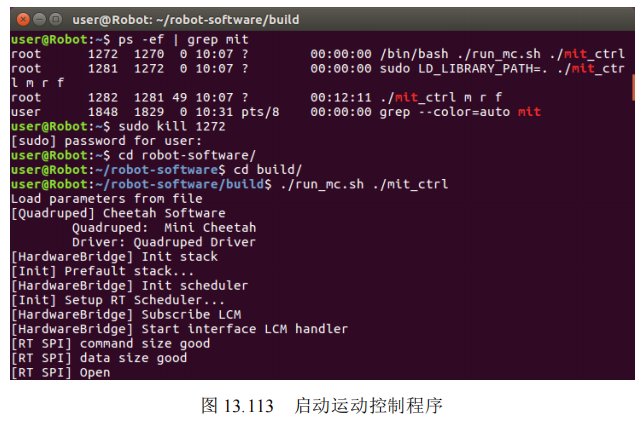 user@Robot: ~/robot-software/build
user@Robot:~$ ps -ef | grep mit
root      1272  1270  0 10:07 ?        00:00:00 /bin/bash ./run_mc.sh ./mit_ctrl
root      1281  1272  0 10:07 ?        00:00:00 sudo LD_LIBRARY_PATH=. ./mit_ctr
l m r f
root      1282  1281 49 10:07 ?        00:12:11 ./mit_ctrl m r f
user      1848  1829  0 10:31 pts/8    00:00:00 grep --color=auto mit
user@Robot:~$ sudo kill 1272
[sudo] password for user:
user@Robot:~$ cd robot-software/
user@Robot:~/robot-software$ cd build/
user@Robot:~/robot-software/build$ ./run_mc.sh ./mit_ctrl
Load parameters from file
[Quadruped] Cheetah Software
        Quadruped:  Mini Cheetah
        Driver: Quadruped Driver
[HardwareBridge] Init stack
[Init] Prefault stack...
[HardwareBridge] Init scheduler
[Init] Setup RT Scheduler...
[HardwareBridge] Subscribe LCM
[HardwareBridge] Start interface LCM handler
[RT SPI] command size good
[RT SPI] data size good
[RT SPI] Open
图 13.113 启动运动控制程序